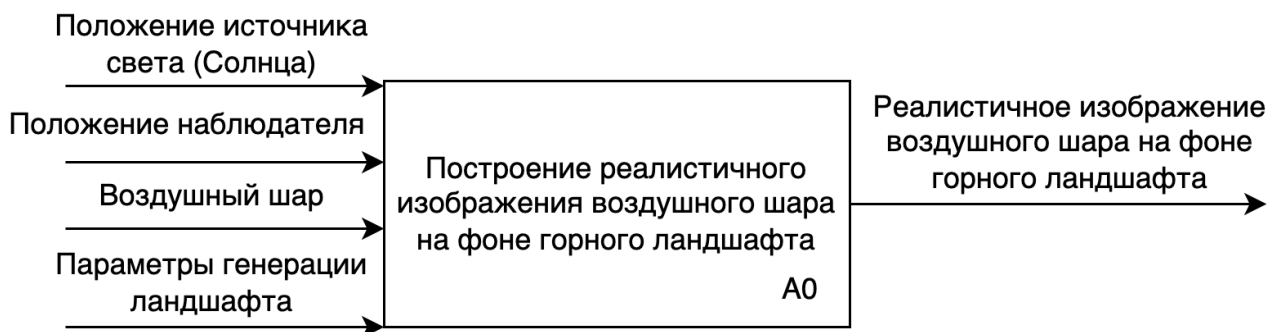 Положение источника
света (Солнца)
Положение наблюдателя
Воздушный шар
Параметры генерации
ландшафта
Построение реалистичного
изображения воздушного шара
на фоне горного ландшафта
A0
Реалистичное изображение
воздушного шара на фоне
горного ландшафта